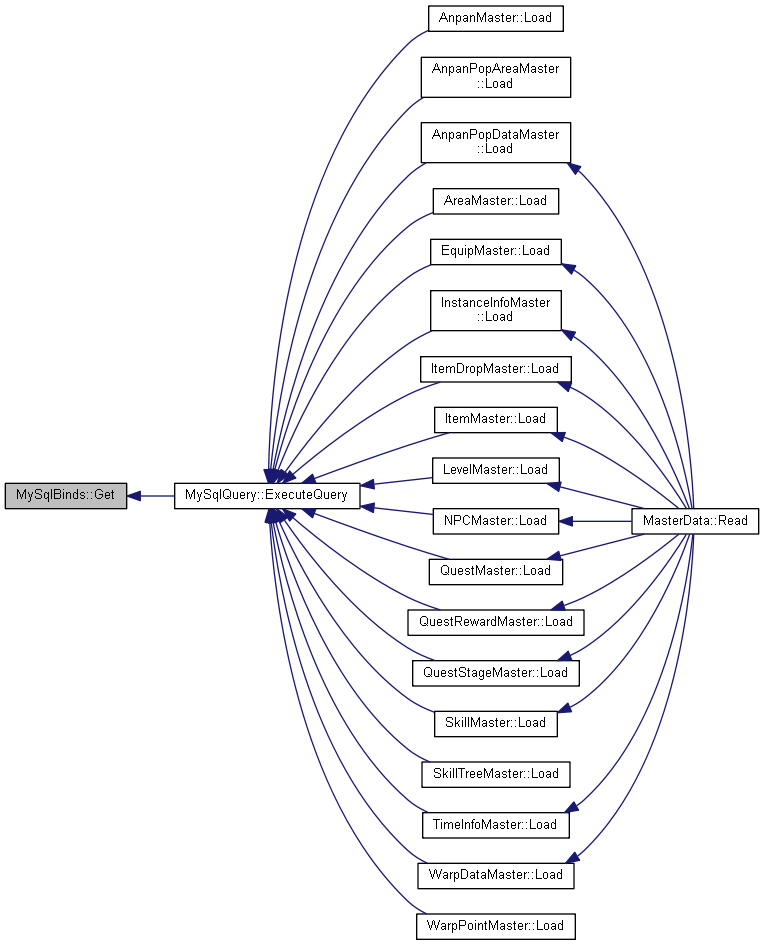 MySqlBinds::Get
MySqlQuery::ExecuteQuery
AnpanMaster::Load
AnpanPopAreaMaster
::Load
AnpanPopDataMaster
::Load
AreaMaster::Load
EquipMaster::Load
InstanceInfoMaster
::Load
ItemDropMaster::Load
ItemMaster::Load
LevelMaster::Load
NPCMaster::Load
QuestMaster::Load
QuestRewardMaster::Load
QuestStageMaster::Load
SkillMaster::Load
SkillTreeMaster::Load
TimeInfoMaster::Load
WarpDataMaster::Load
WarpPointMaster::Load
MasterData::Read